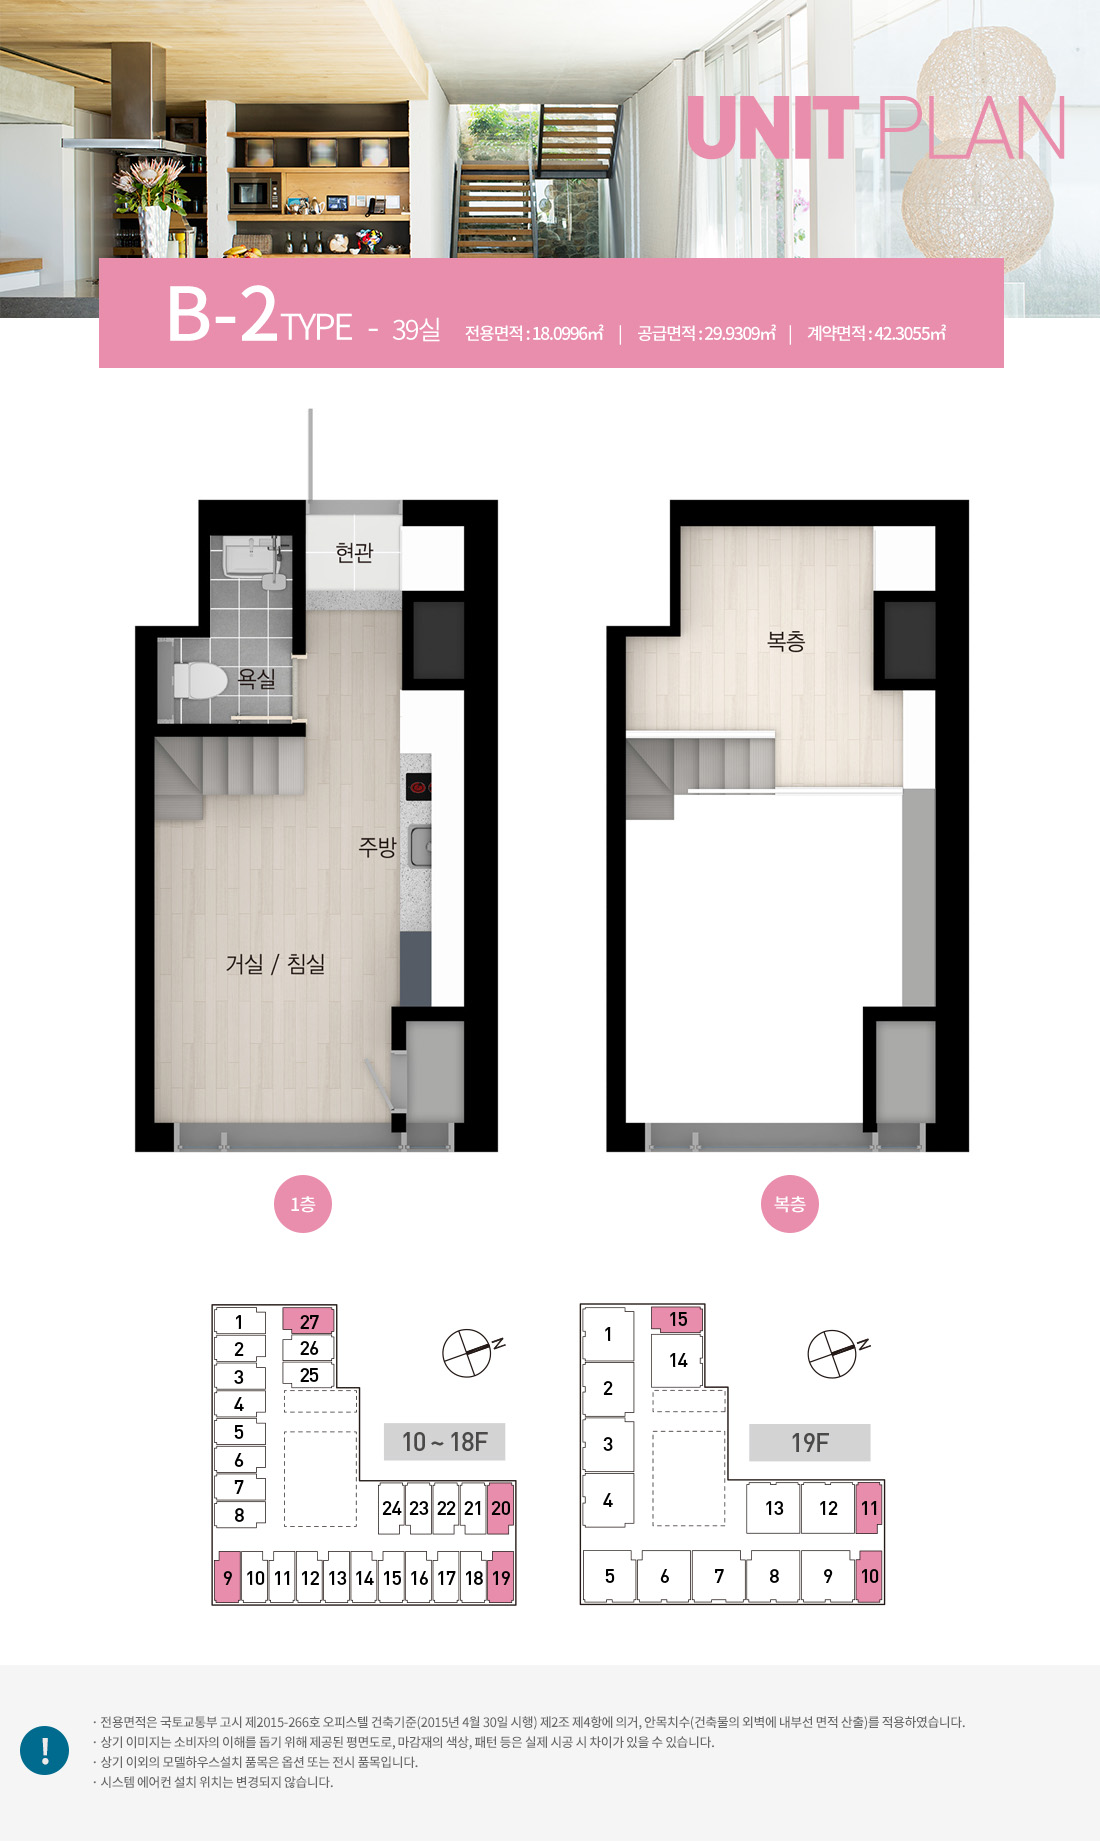 UNIT PLAN
B-2 TYPE - 39실 전용면적 : 18.0996㎡ | 공급면적 : 29.9309㎡ | 계약면적 : 42.3055㎡
현관
복층
욕실
주방
거실 / 침실
1층
복층
1
27
2
26
3
25
4
5
6
7
8
10 ~ 18F
N
24 23 22 21 20
9 10 11 12 13 14 15 16 17 18 19
15
1
14
2
3
4
19F
N
13 12 11
5 6 7 8 9 10
!
· 전용면적은 국토교통부 고시 제2015-266호 오피스텔 건축기준(2015년 4월 30일 시행) 제2조 제4항에 의거, 안목치수(건축물의 외벽에 내부선 면적 산출)를 적용하였습니다.
· 상기 이미지는 소비자의 이해를 돕기 위해 제공된 평면도로, 마감재의 색상, 패턴 등은 실제 시공 시 차이가 있을 수 있습니다.
· 상기 이외의 모델하우스설치 품목은 옵션 또는 전시 품목입니다.
· 시스템 에어컨 설치 위치는 변경되지 않습니다.